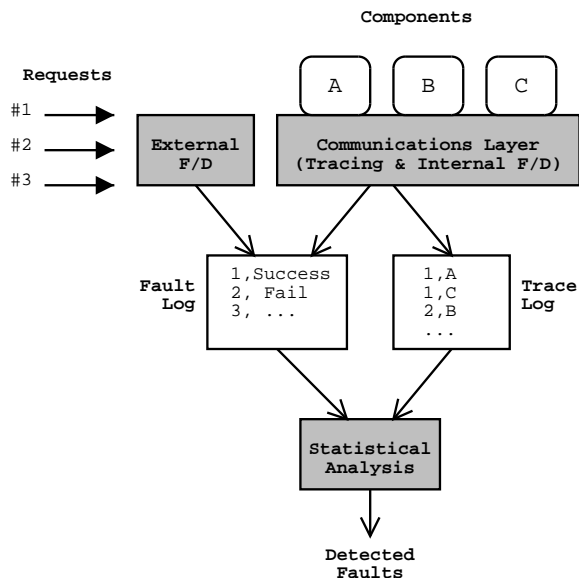 Components
A
B
C
Requests
#1
#2
#3
External
F/D
Communications Layer
(Tracing & Internal F/D)
Fault
Log
1,Success
2, Fail
3, ...
1,A
1,C
2,B
...
Trace
Log
Statistical
Analysis
Detected
Faults